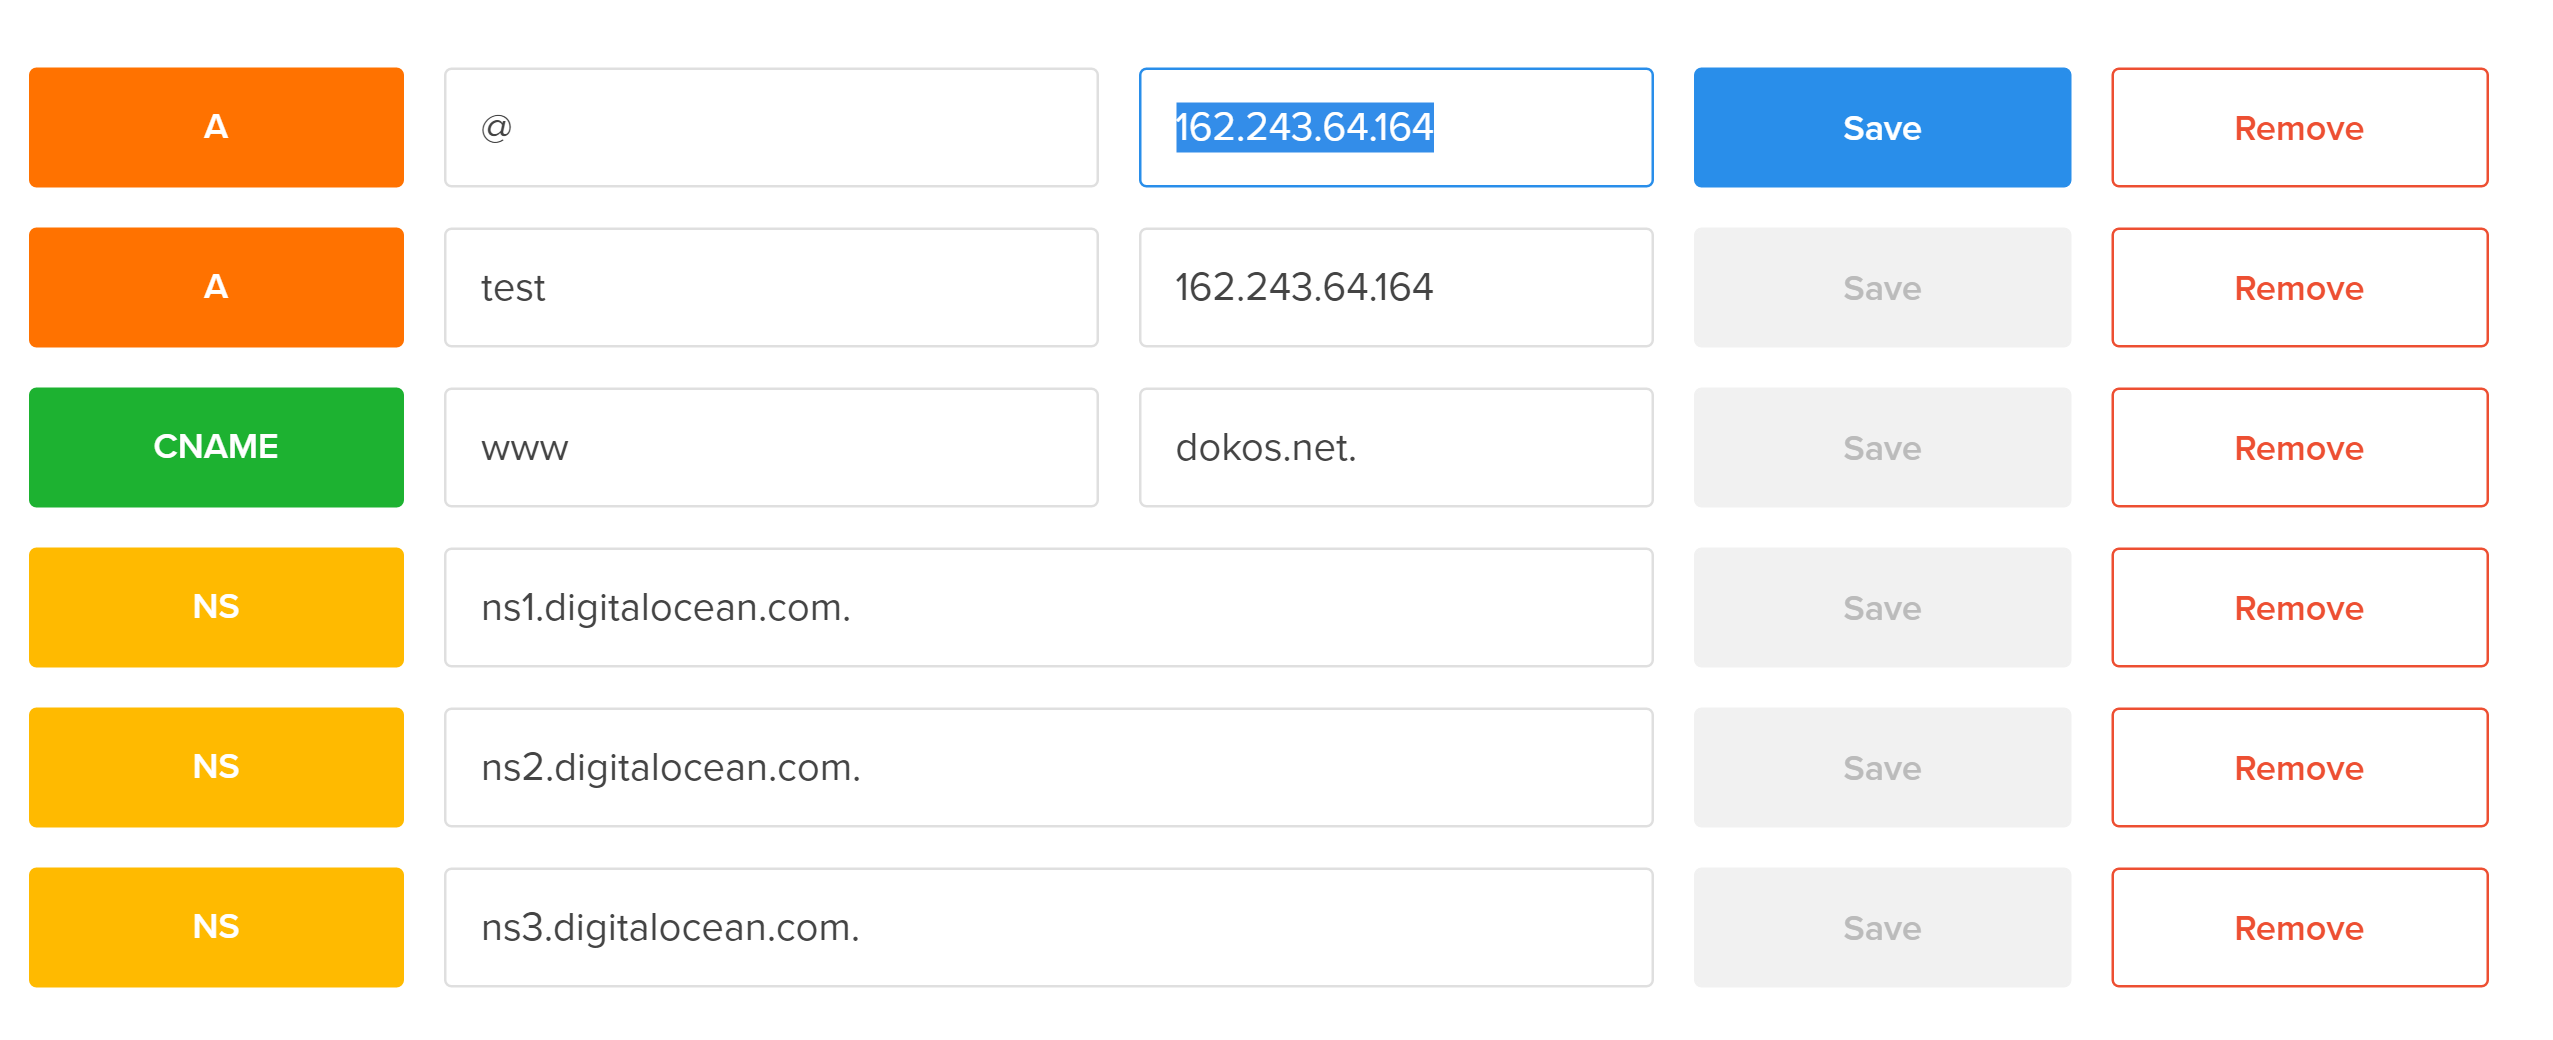 A @ 162.243.64.164 Save Remove
A test 162.243.64.164 Save Remove
CNAME www dokos.net. Save Remove
NS ns1.digitalocean.com. Save Remove
NS ns2.digitalocean.com. Save Remove
NS ns3.digitalocean.com. Save Remove